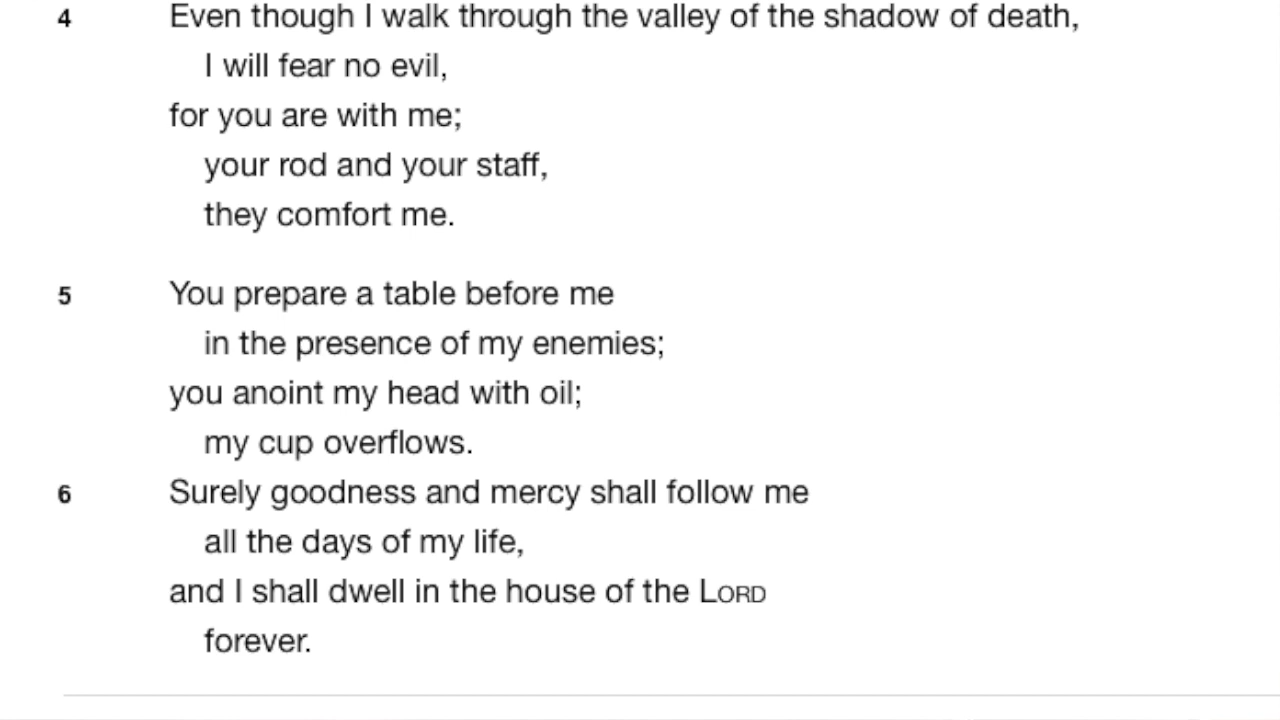 4 Even though I walk through the valley of the shadow of death,
I will fear no evil,
for you are with me;
your rod and your staff,
they comfort me.
5 You prepare a table before me
in the presence of my enemies;
you anoint my head with oil;
my cup overflows.
6 Surely goodness and mercy shall follow me
all the days of my life,
and I shall dwell in the house of the LORD
forever.